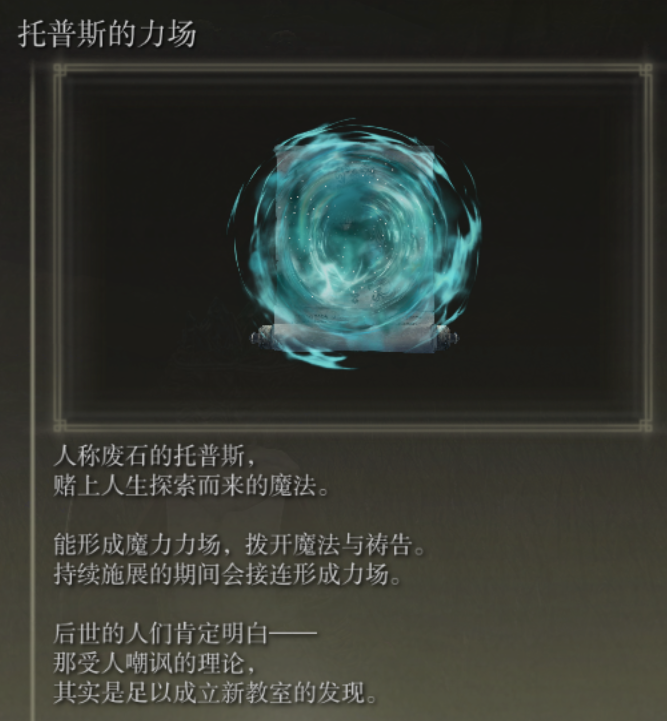 托普斯的力场
人称废石的托普斯，
赌上人生探索而来的魔法。
能形成魔力力场，拨开魔法与祷告。
持续施展的期间会接连形成力场。
后世的人们肯定明白——
那受人嘲讽的理论，
其实是足以成立新教室的发现。